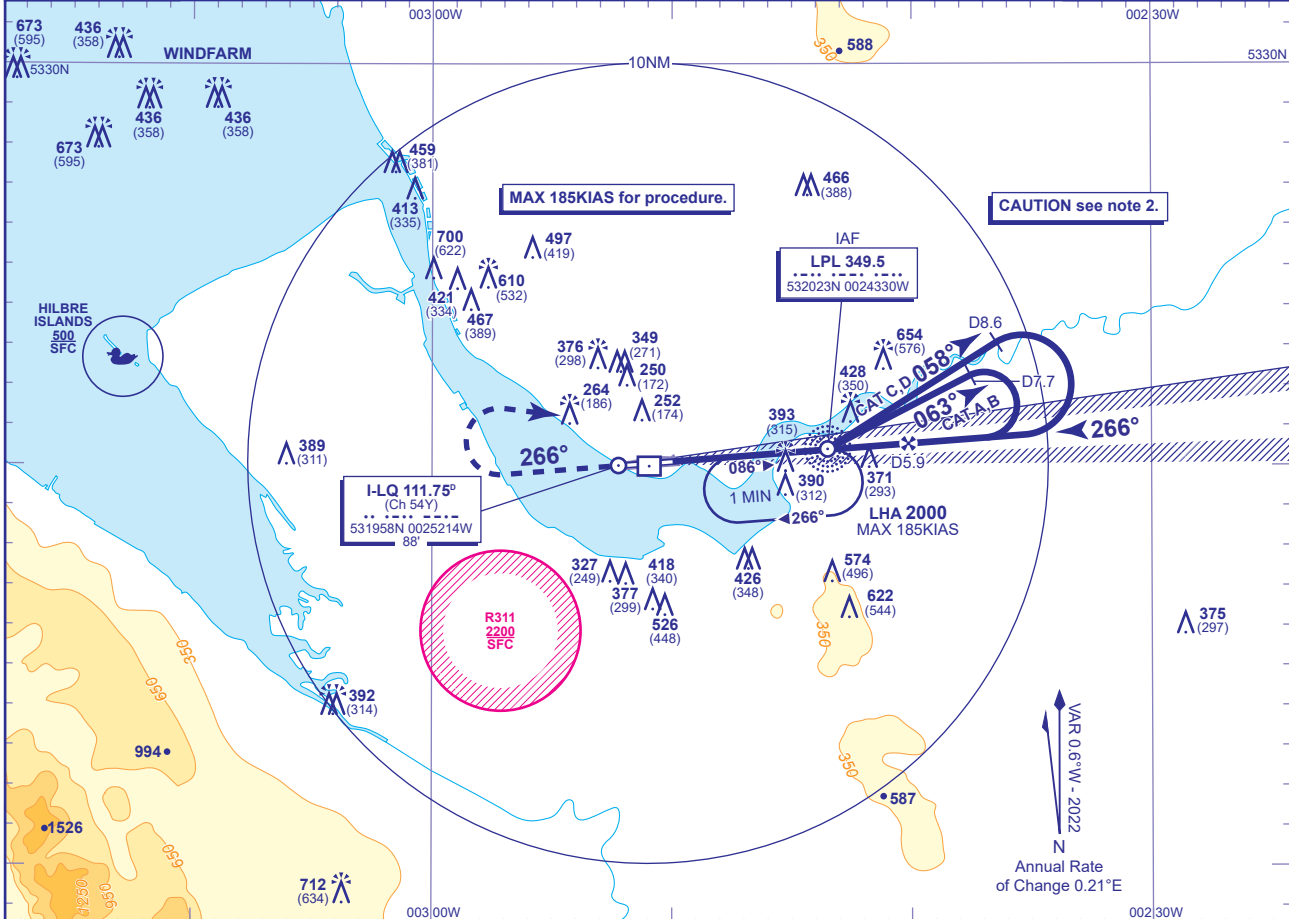 003 00W
002 30W
673
(595)
436
(358)
WINDFARM
5330N
5330N
10NM
350
588
436
(358)
436
(358)
673
(595)
459
(381)
413
(335)
MAX 185KIAS for procedure.
466
(388)
CAUTION see note 2.
700
(622)
497
(419)
610
(532)
421
(334)
467
(389)
IAF
LPL 349.5
532023N 0024330W
HILBRE
ISLANDS
500
SFC
376
(298)
349
(271)
250
(172)
264
(186)
252
(174)
654
(576)
428
(350)
D8.6
D7.7
CAT C,D 058°
063°
CAT A,B
393
(315)
266°
266°
D5.9
389
(311)
086°
1 MIN
266°
390
(312)
371
(293)
LHA 2000
MAX 185KIAS
I-LQ 111.75ᴰ
(Ch 54Y)
531958N 0025214W
88'
327
(249)
377
(299)
418
(340)
526
(448)
426
(348)
574
(496)
622
(544)
375
(297)
R311
2200
SFC
350
350
650
392
(314)
994
350
587
VAR 0.6°W - 2022
N
Annual Rate
of Change 0.21°E
1526
650
950
1250
712
(634)
003 00W
002 30W